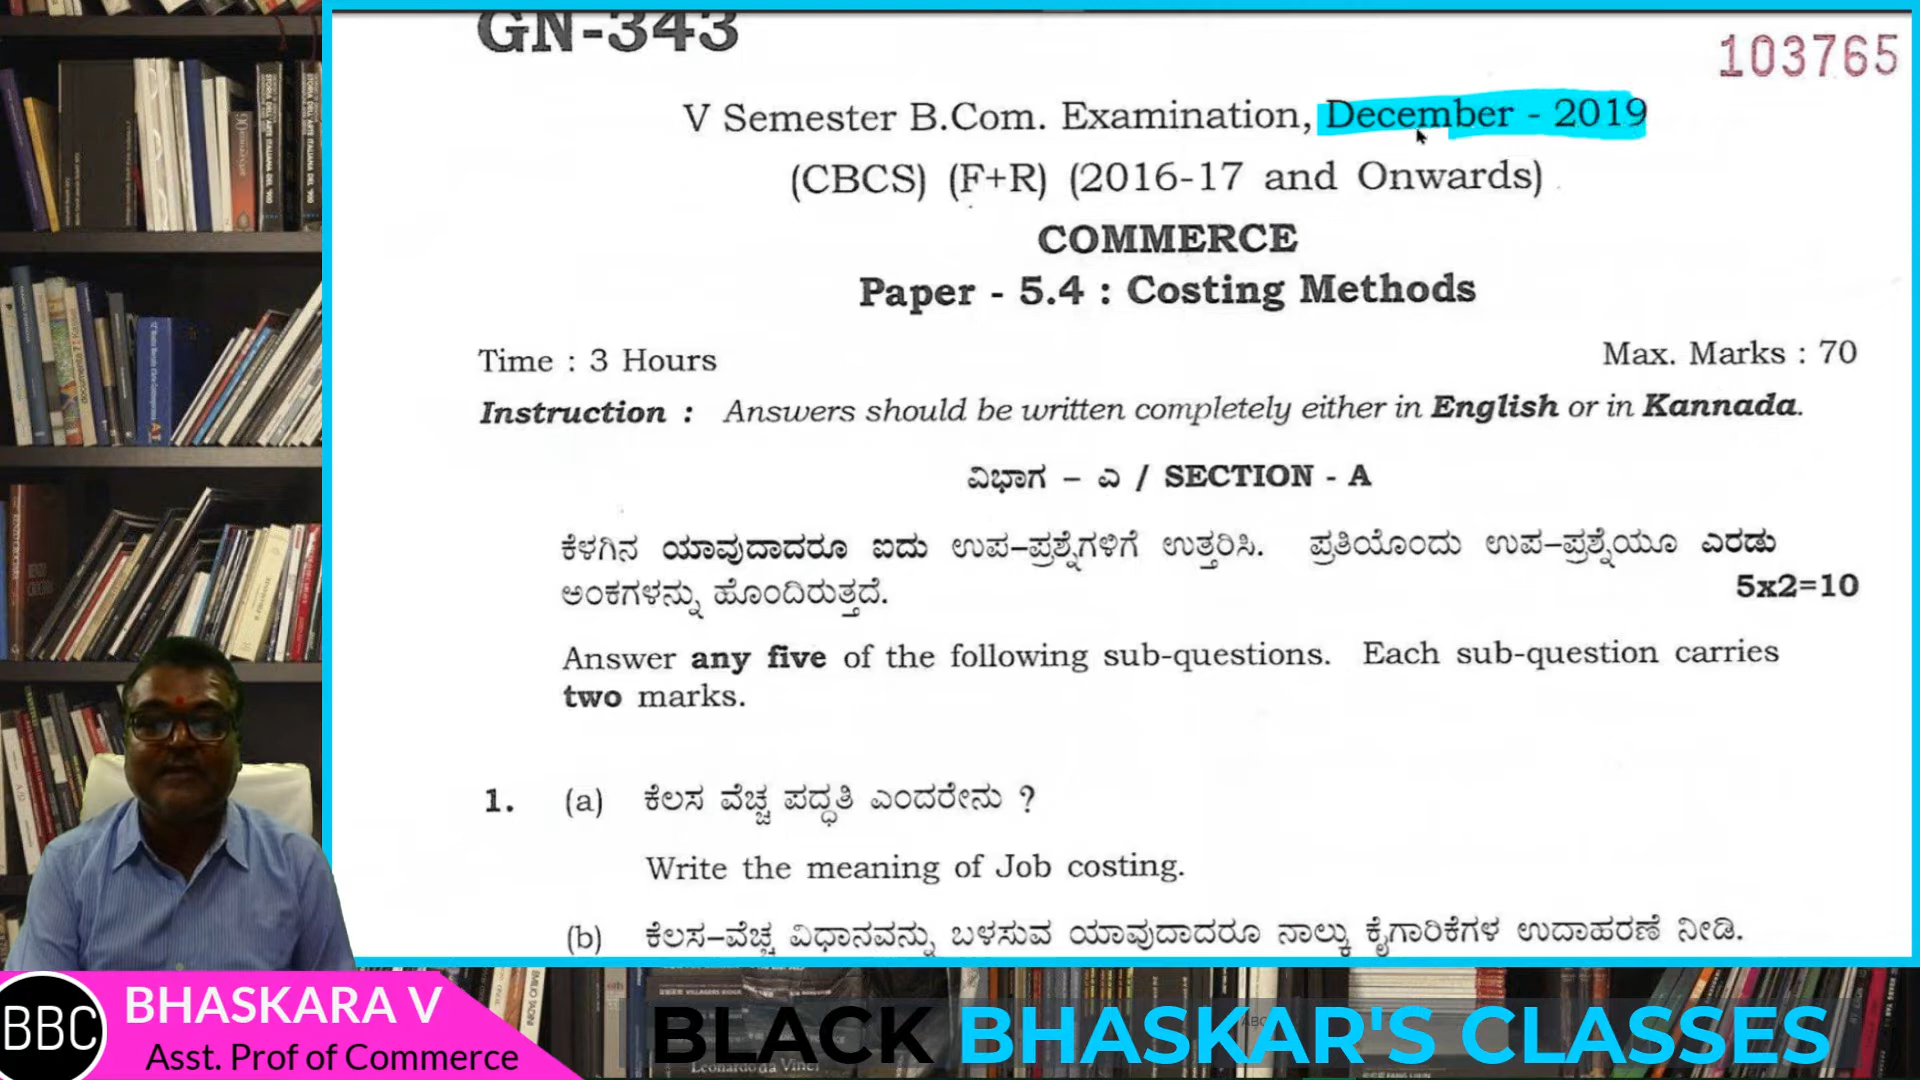 GN-343
103765
V Semester B.Com. Examination, December - 2019
(CBCS) (F+R) (2016-17 and Onwards)
COMMERCE
Paper - 5.4 : Costing Methods
Time : 3 Hours
Max. Marks : 70
Instruction : Answers should be written completely either in English or in Kannada.
ವಿಭಾಗ – ಎ / SECTION - A
ಕೆಳಗಿನ ಯಾವುದಾದರೂ ಐದು ಉಪ–ಪ್ರಶ್ನೆಗಳಿಗೆ ಉತ್ತರಿಸಿ. ಪ್ರತಿಯೊಂದು ಉಪ–ಪ್ರಶ್ನೆಯೂ ಎರಡು
ಅಂಕಗಳನ್ನು ಹೊಂದಿರುತ್ತದೆ.
5x2=10
Answer any five of the following sub-questions. Each sub-question carries
two marks.
1. (a) ಕೆಲಸ ವೆಚ್ಚ ಪದ್ಧತಿ ಎಂದರೇನು ?
Write the meaning of Job costing.
(b) ಕೆಲಸ–ವೆಚ್ಚ ವಿಧಾನವನ್ನು ಬಳಸುವ ಯಾವುದಾದರೂ ನಾಲ್ಕು ಕೈಗಾರಿಕೆಗಳ ಉದಾಹರಣೆ ನೀಡಿ.
BBC
BHASKARA V
Asst. Prof of Commerce
BLACK BHASKAR'S CLASSES
Leonardo da Vinci